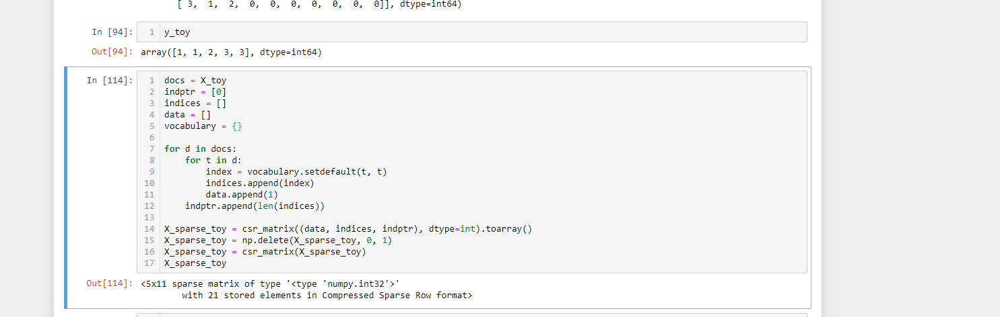 [ 3, 1, 2, 0, 0, 0, 0, 0, 0, 0]], dtype=int64)
In [94]: 1 y_toy
Out[94]: array([1, 1, 2, 3, 3], dtype=int64)
In [114]: 1 docs = X_toy
2 indptr = [0]
3 indices = []
4 data = []
5 vocabulary = {}
6
7 for d in docs:
8     for t in d:
9         index = vocabulary.setdefault(t, t)
10         indices.append(index)
11         data.append(1)
12     indptr.append(len(indices))
13
14 X_sparse_toy = csr_matrix((data, indices, indptr), dtype=int).toarray()
15 X_sparse_toy = np.delete(X_sparse_toy, 0, 1)
16 X_sparse_toy = csr_matrix(X_sparse_toy)
17 X_sparse_toy
Out[114]: <5x11 sparse matrix of type '<type 'numpy.int32'>'
with 21 stored elements in Compressed Sparse Row format>